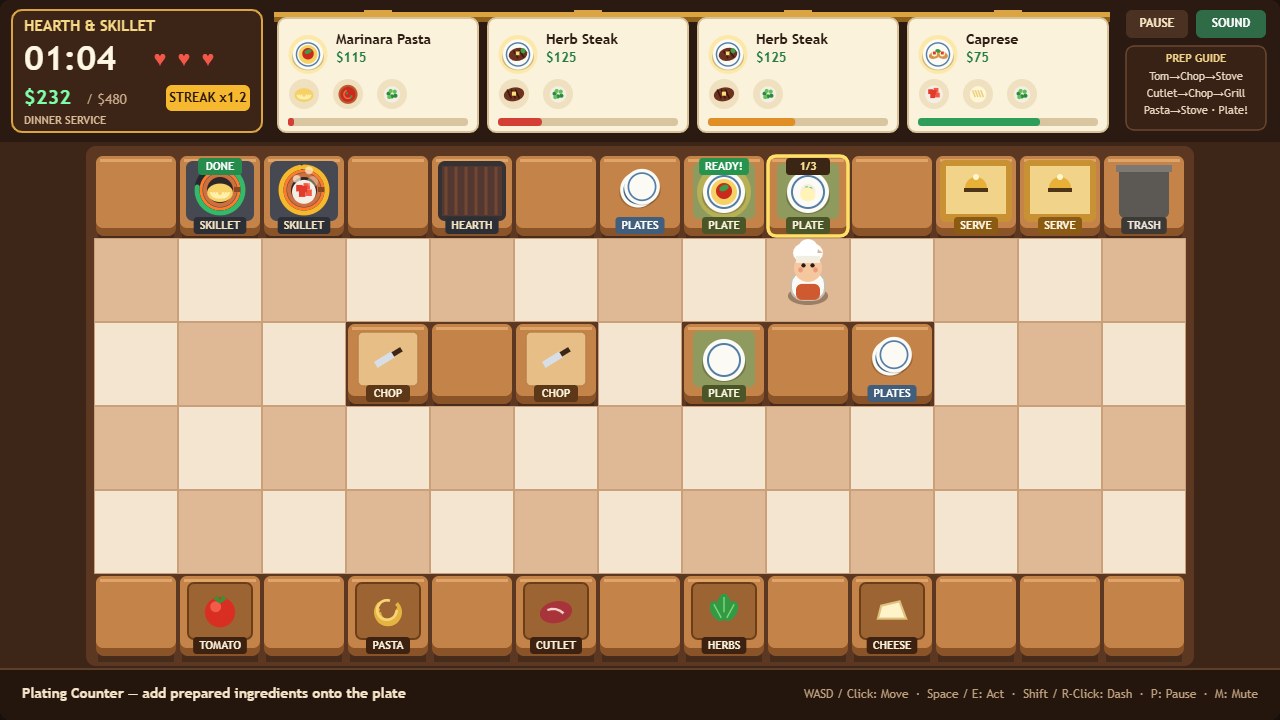 HEARTH & SKILLET
01:04
$232 / $480
STREAK x1.2
DINNER SERVICE
Marinara Pasta
$115
Herb Steak
$125
Herb Steak
$125
Caprese
$75
PAUSE
SOUND
PREP GUIDE
Tom→Chop→Stove
Cutlet→Chop→Grill
Pasta→Stove · Plate!
DONE
SKILLET
SKILLET
HEARTH
PLATES
READY!
PLATE
1/3
PLATE
SERVE
SERVE
TRASH
CHOP
CHOP
PLATE
PLATES
TOMATO
PASTA
CUTLET
HERBS
CHEESE
Plating Counter — add prepared ingredients onto the plate
WASD / Click: Move · Space / E: Act · Shift / R-Click: Dash · P: Pause · M: Mute